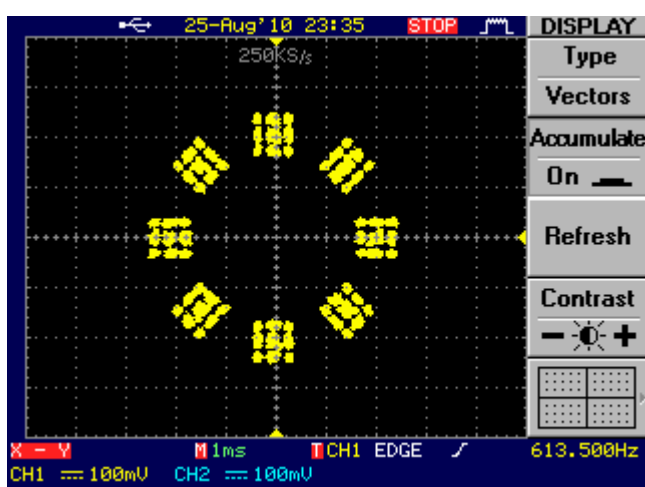 25-Aug'10 23:35 STOP DISPLAY
250KS/s
Type
Vectors
Accumulate
On
Refresh
Contrast
X - Y M 1ms T CH1 EDGE 613.500Hz
CH1 100mV CH2 100mV